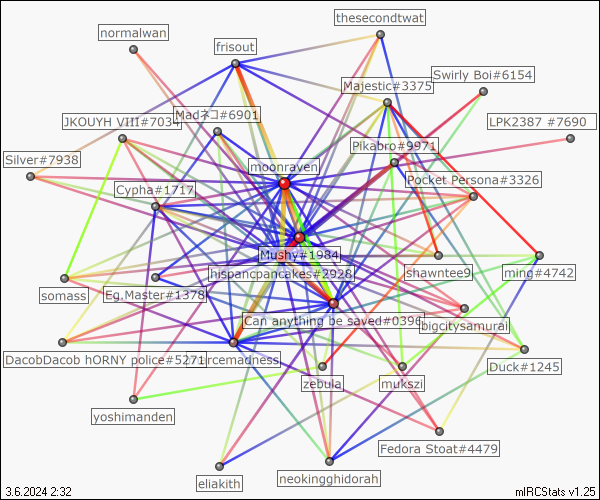 thesecondtwat
normalwan
frisout
Majestic#3375
Swirly Boi#6154
JKOUYH VIII#7034
Madネコ#6901
LPK2387 #7690
Pikabro#9971
Silver#7938
moonraven
Pocket Persona#3326
Cypha#1717
Mushy#1984
hispancpancakes#2928
shawntee9
ming#4742
somass
Eg.Master#1378
Can anything be saved#0396
bigcitysamurai
DacobDacob hORNY police#5271
rcemadness
Duck#1245
zebula
mukszi
yoshimanden
Fedora Stoat#4479
eliakith
neokingghidorah
3.6.2024 2:32
mIRCStats v1.25